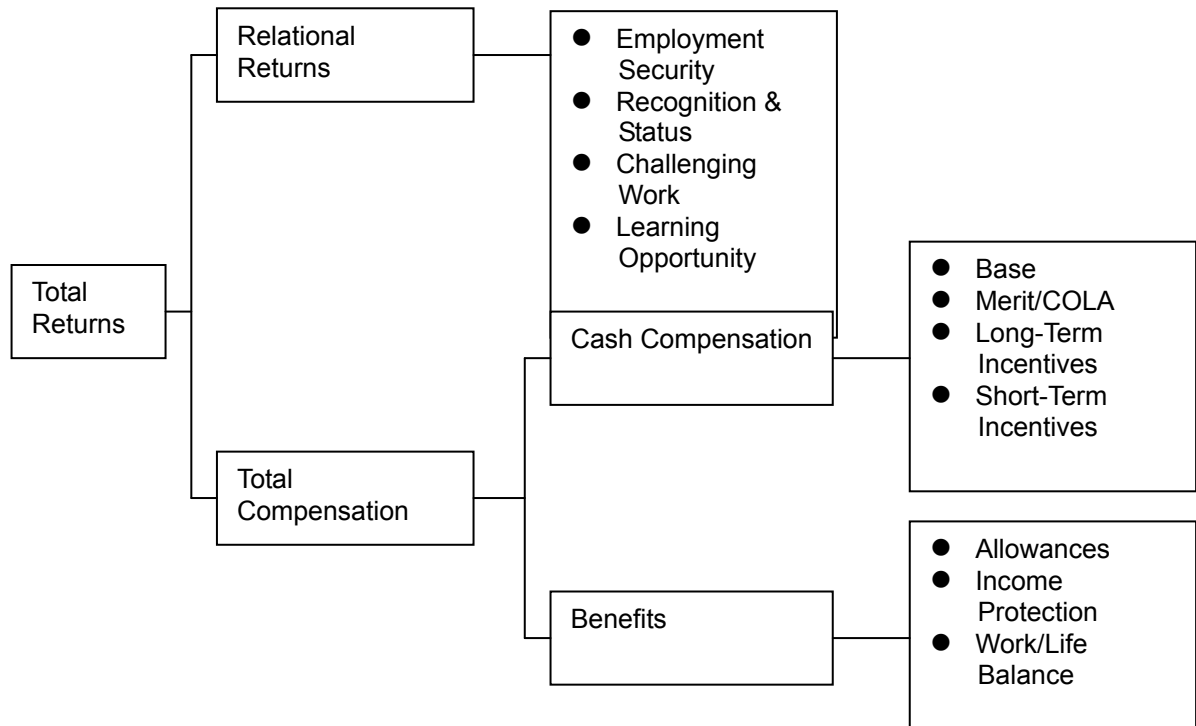 Relational
Returns
● Employment
Security
● Recognition &
Status
● Challenging
Work
● Learning
Opportunity
Total
Returns
Cash Compensation
● Base
● Merit/COLA
● Long-Term
Incentives
● Short-Term
Incentives
Total
Compensation
Benefits
● Allowances
● Income
Protection
● Work/Life
Balance